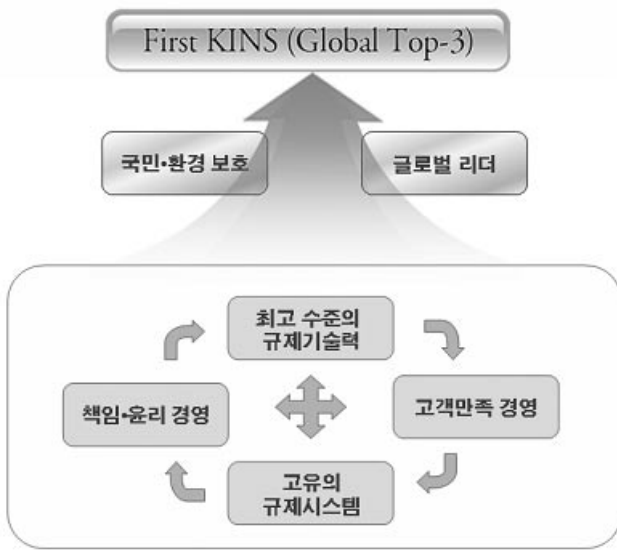 First KINS (Global Top-3)
국민•환경 보호
글로벌 리더
최고 수준의
규제기술력
책임•윤리 경영
고객만족 경영
고유의
규제시스템